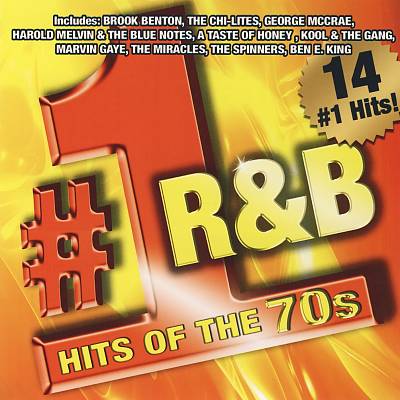 Includes: BROOK BENTON, THE CHI-LITES, GEORGE MCCRAE,
HAROLD MELVIN & THE BLUE NOTES, A TASTE OF HONEY , KOOL & THE GANG,
MARVIN GAYE, THE MIRACLES, THE SPINNERS, BEN E. KING
14
#1 Hits!
#1
R&B
HITS OF THE 70s